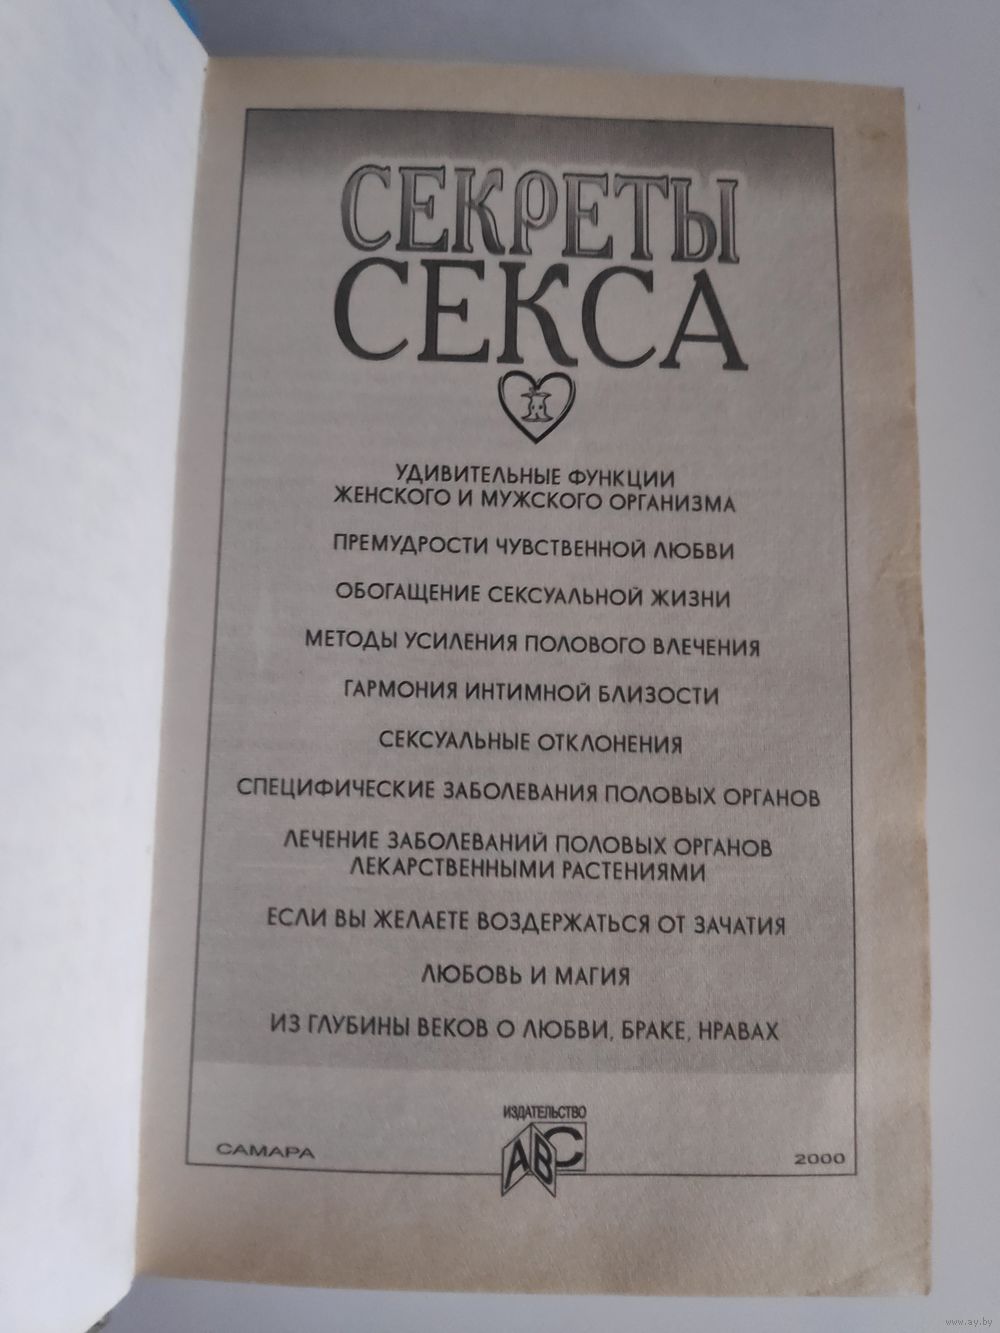 СЕКРЕТЫ
СЕКСА
УДИВИТЕЛЬНЫЕ ФУНКЦИИ
ЖЕНСКОГО И МУЖСКОГО ОРГАНИЗМА
ПРЕМУДРОСТИ ЧУВСТВЕННОЙ ЛЮБВИ
ОБОГАЩЕНИЕ СЕКСУАЛЬНОЙ ЖИЗНИ
МЕТОДЫ УСИЛЕНИЯ ПОЛОВОГО ВЛЕЧЕНИЯ
ГАРМОНИЯ ИНТИМНОЙ БЛИЗОСТИ
СЕКСУАЛЬНЫЕ ОТКЛОНЕНИЯ
СПЕЦИФИЧЕСКИЕ ЗАБОЛЕВАНИЯ ПОЛОВЫХ ОРГАНОВ
ЛЕЧЕНИЕ ЗАБОЛЕВАНИЙ ПОЛОВЫХ ОРГАНОВ
ЛЕКАРСТВЕННЫМИ РАСТЕНИЯМИ
ЕСЛИ ВЫ ЖЕЛАЕТЕ ВОЗДЕРЖАТЬСЯ ОТ ЗАЧАТИЯ
ЛЮБОВЬ И МАГИЯ
ИЗ ГЛУБИНЫ ВЕКОВ О ЛЮБВИ, БРАКЕ, НРАВАХ
ИЗДАТЕЛЬСТВО
ABC
САМАРА
2000
www.ay.by